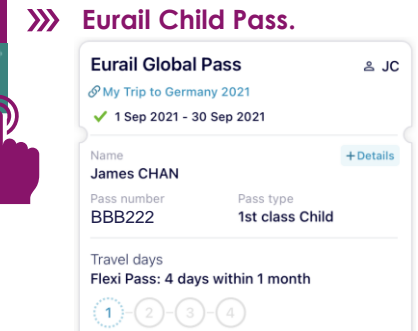 Eurail Child Pass.
Eurail Global Pass JC
My Trip to Germany 2021
1 Sep 2021 - 30 Sep 2021
Name +Details
James CHAN
Pass number Pass type
BBB222 1st class Child
Travel days
Flexi Pass: 4 days within 1 month
1 2 3 4